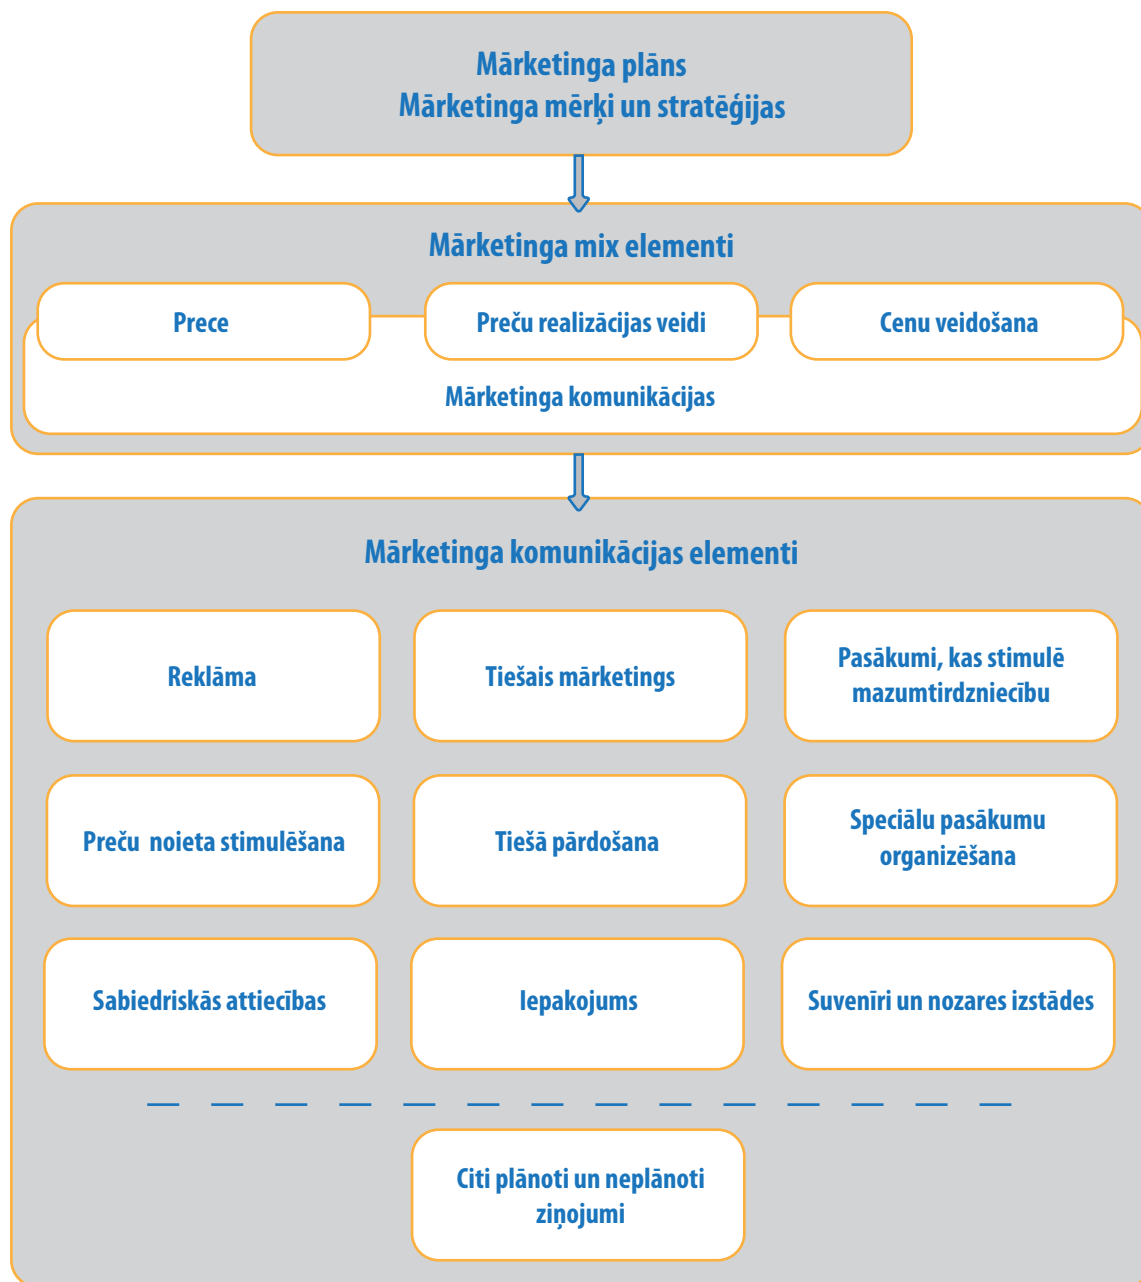 Mārketinga plāns
Mārketinga mērķi un stratēģijas
Mārketinga mix elementi
Prece
Preču realizācijas veidi
Cenu veidošana
Mārketinga komunikācijas
Mārketinga komunikācijas elementi
Reklāma
Tiešais mārketings
Pasākumi, kas stimulē
mazumtirdzniecību
Preču noieta stimulēšana
Tiešā pārdošana
Speciālu pasākumu
organizēšana
Sabiedriskās attiecības
Iepakojums
Suvenīri un nozares izstādes
Citi plānoti un neplānoti
ziņojumi